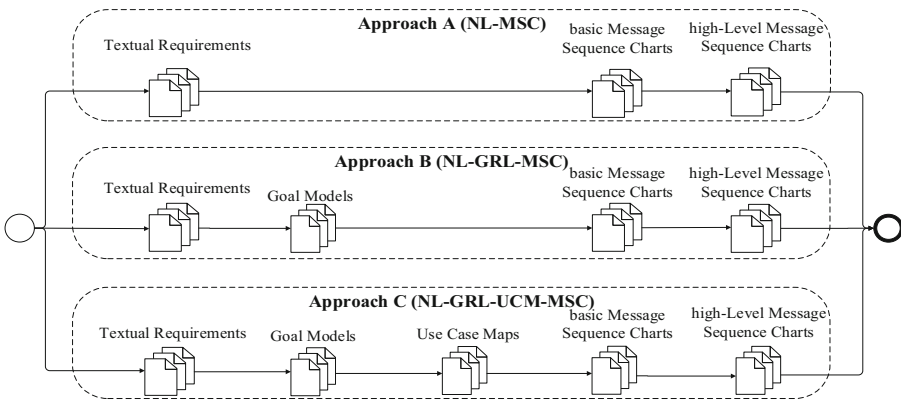 Approach A (NL-MSC)
Textual Requirements
basic Message
Sequence Charts
high-Level Message
Sequence Charts
Approach B (NL-GRL-MSC)
Textual Requirements
Goal Models
basic Message
Sequence Charts
high-Level Message
Sequence Charts
Approach C (NL-GRL-UCM-MSC)
Textual Requirements
Goal Models
Use Case Maps
basic Message
Sequence Charts
high-Level Message
Sequence Charts